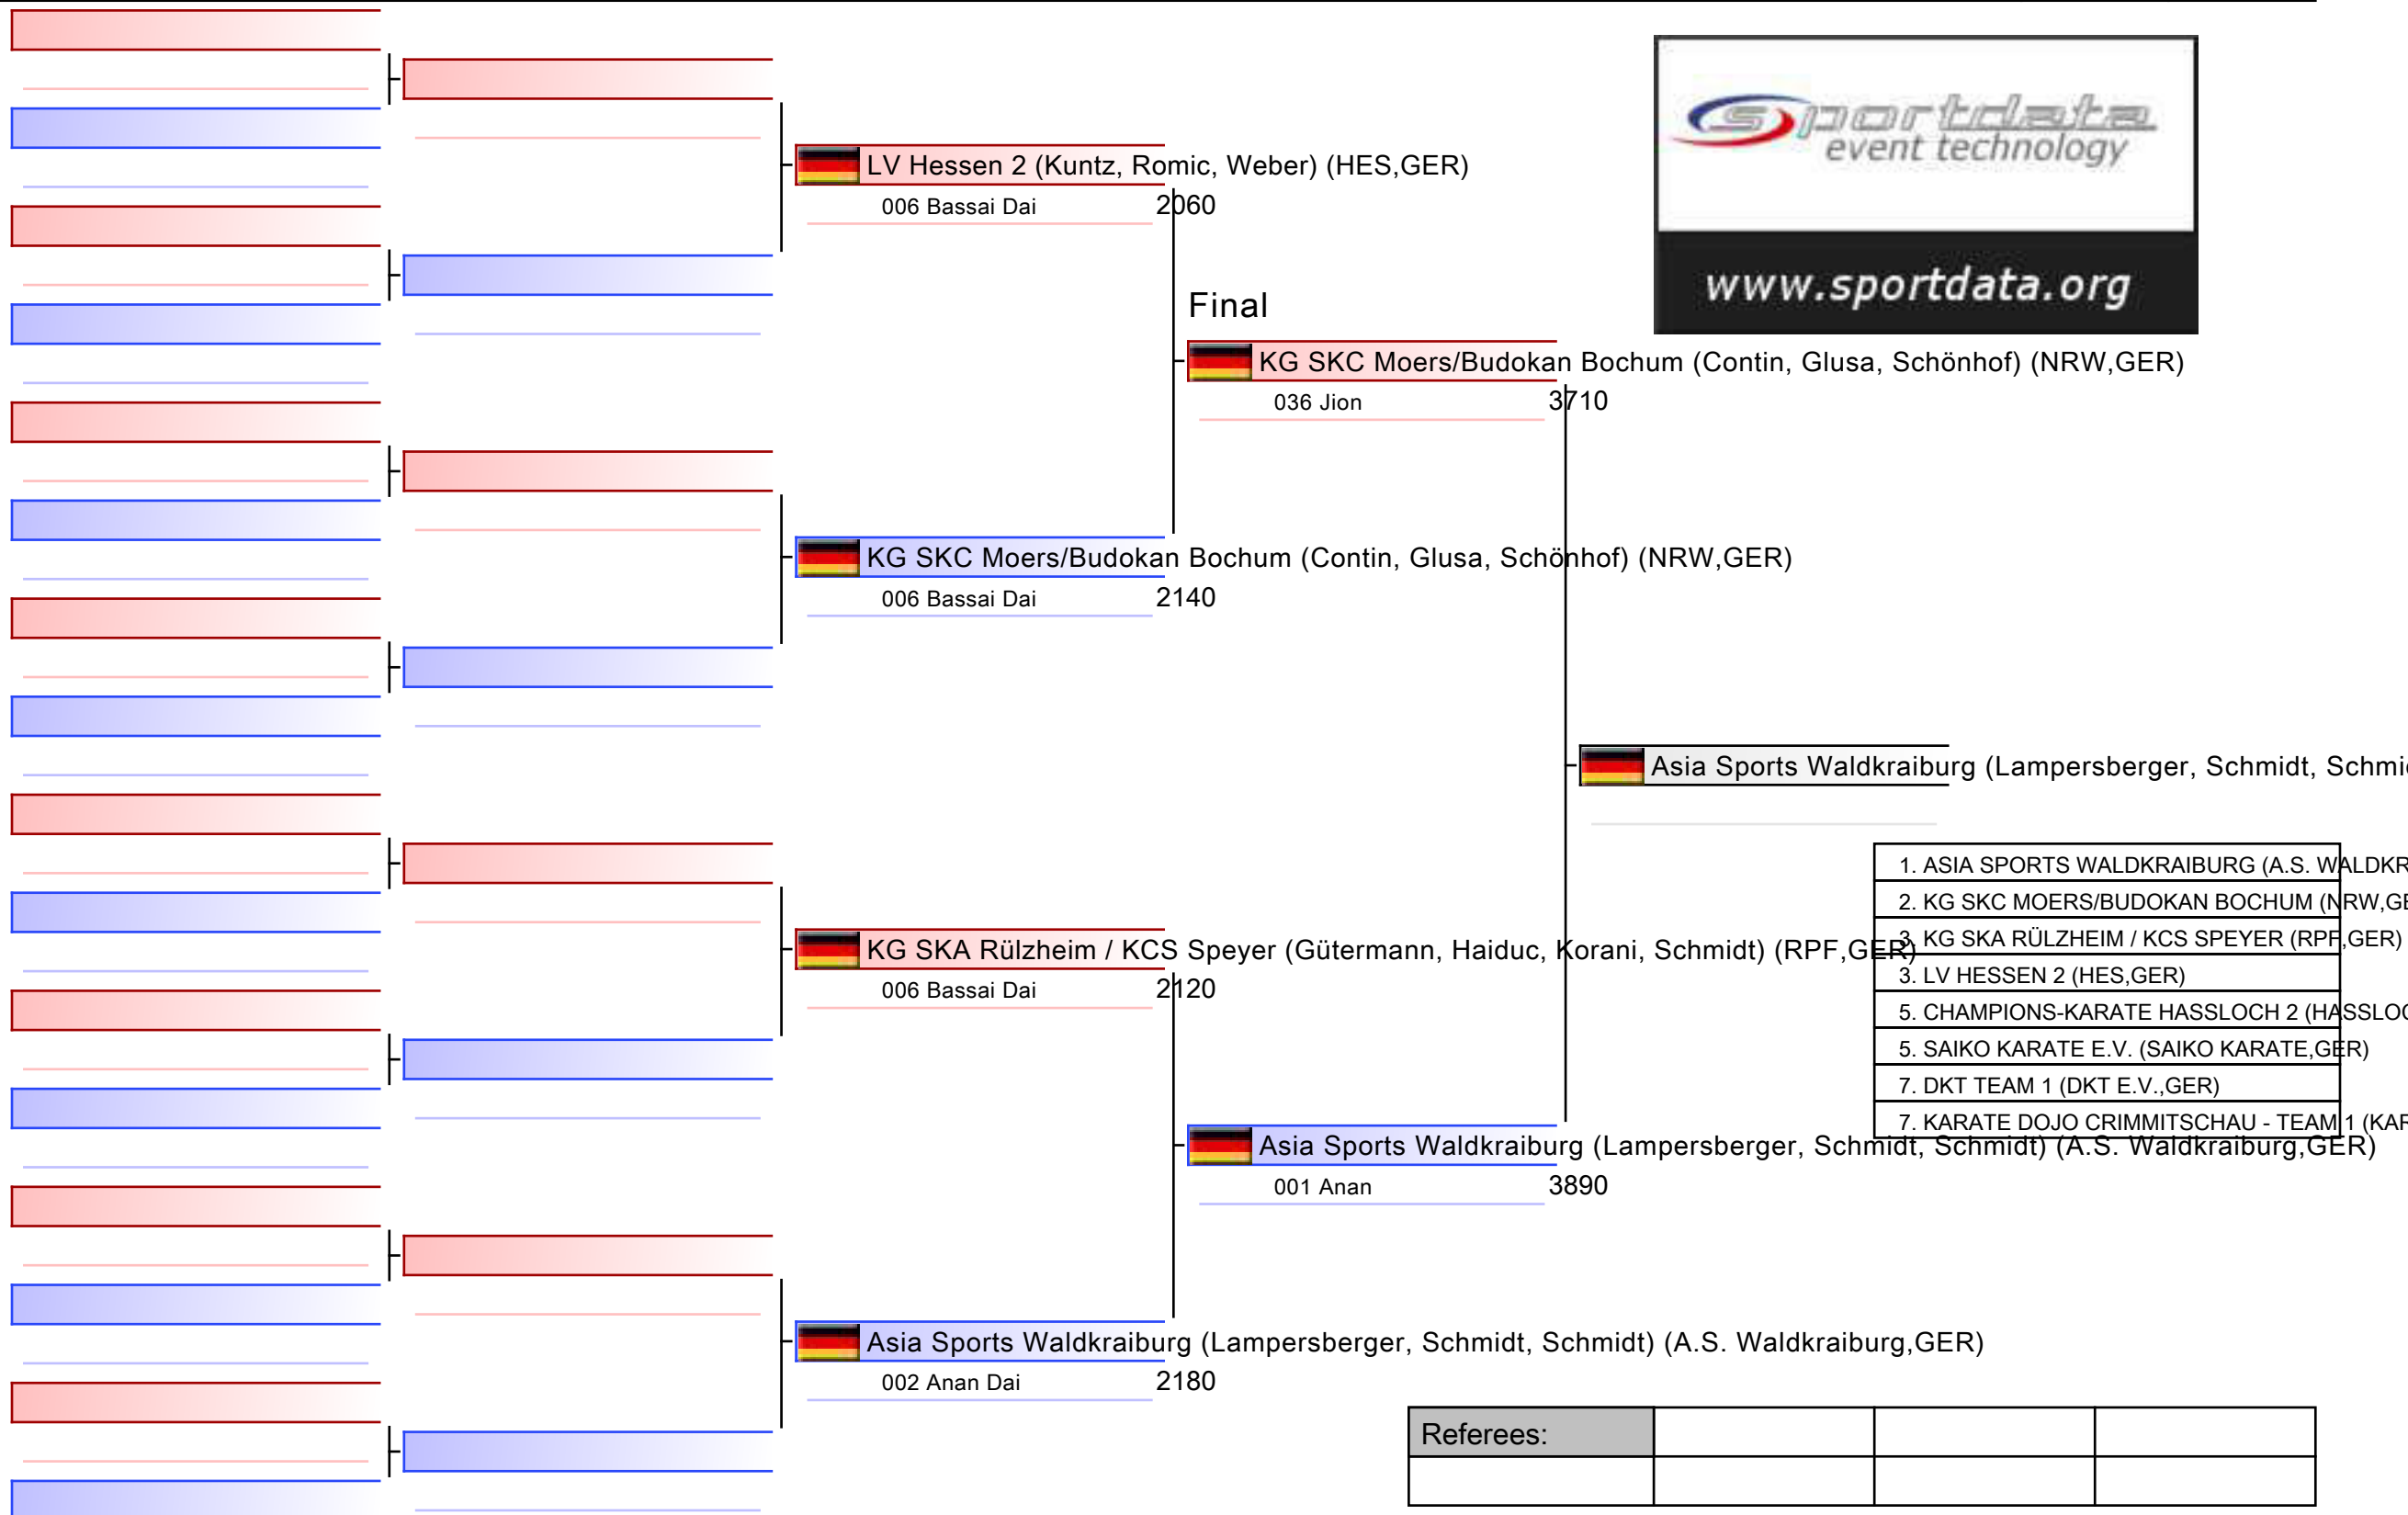 sportdata
event technology
www.sportdata.org
LV Hessen 2 (Kuntz, Romic, Weber) (HES,GER)
006 Bassai Dai 2060
Final
KG SKC Moers/Budokan Bochum (Contin, Glusa, Schönhof) (NRW,GER)
036 Jion 3710
KG SKC Moers/Budokan Bochum (Contin, Glusa, Schönhof) (NRW,GER)
006 Bassai Dai 2140
Asia Sports Waldkraiburg (Lampersberger, Schmidt, Schmi
1. ASIA SPORTS WALDKRAIBURG (A.S. WALDKR
2. KG SKC MOERS/BUDOKAN BOCHUM (NRW,GE
3. KG SKA RÜLZHEIM / KCS SPEYER (RPF,GER)
3. LV HESSEN 2 (HES,GER)
5. CHAMPIONS-KARATE HASSLOCH 2 (HASSLOC
5. SAIKO KARATE E.V. (SAIKO KARATE,GER)
7. DKT TEAM 1 (DKT E.V.,GER)
7. KARATE DOJO CRIMMITSCHAU - TEAM 1 (KAR
KG SKA Rülzheim / KCS Speyer (Gütermann, Haiduc, Korani, Schmidt) (RPF,GER)
006 Bassai Dai 2120
Asia Sports Waldkraiburg (Lampersberger, Schmidt, Schmidt) (A.S. Waldkraiburg,GER)
001 Anan 3890
Asia Sports Waldkraiburg (Lampersberger, Schmidt, Schmidt) (A.S. Waldkraiburg,GER)
002 Anan Dai 2180
Referees: